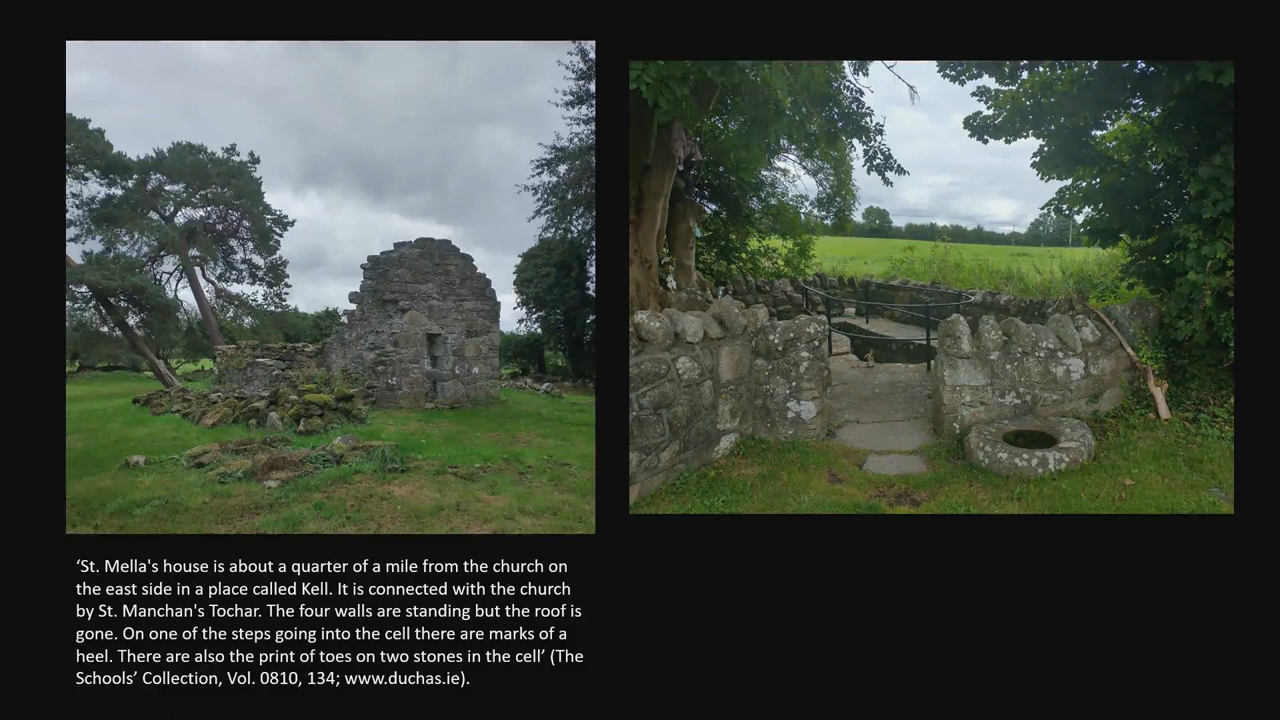 ‘St. Mella's house is about a quarter of a mile from the church on
the east side in a place called Kell. It is connected with the church
by St. Manchan's Tochar. The four walls are standing but the roof is
gone. On one of the steps going into the cell there are marks of a
heel. There are also the print of toes on two stones in the cell’ (The
Schools’ Collection, Vol. 0810, 134; www.duchas.ie).